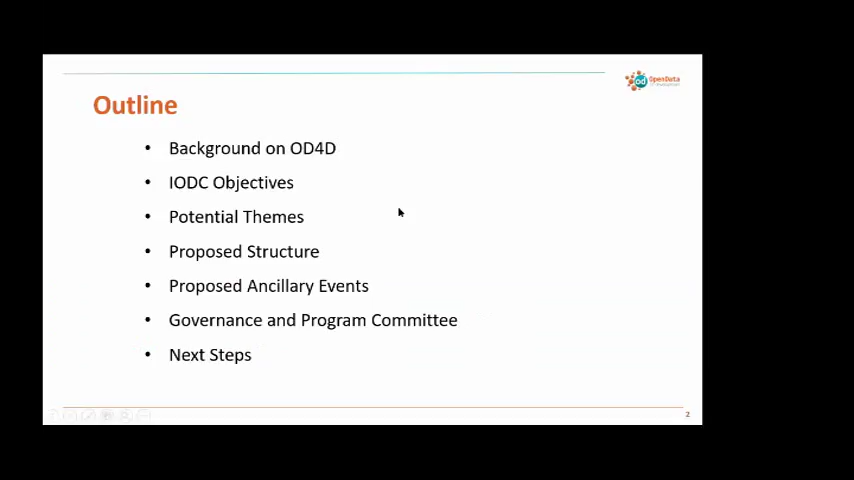 OpenData
Outline
• Background on OD4D
• IODC Objectives
• Potential Themes
• Proposed Structure
• Proposed Ancillary Events
• Governance and Program Committee
• Next Steps
2